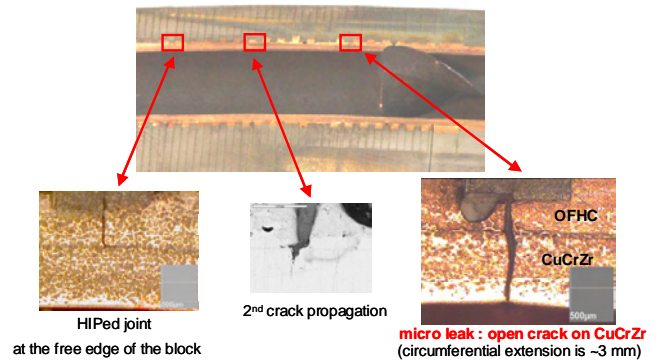 OFHC
CuCrZr
500µm
500µm
HIPed joint
at the free edge of the block
2nd crack propagation
micro leak : open crack on CuCrZr
(circumferential extension is ~3 mm)